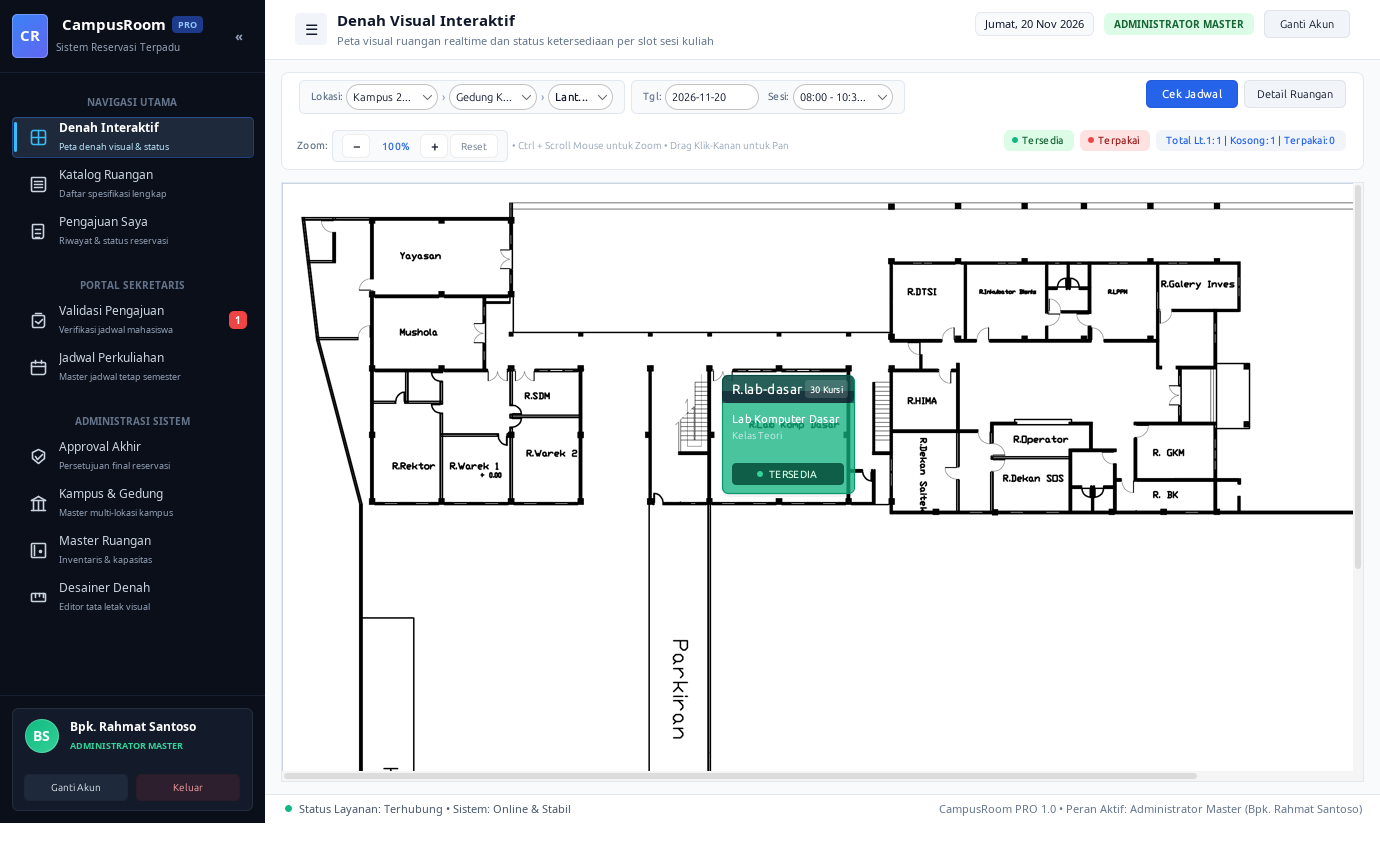 CR
CampusRoom PRO
Sistem Reservasi Terpadu
«
NAVIGASI UTAMA
Denah Interaktif
Peta denah visual & status
Katalog Ruangan
Daftar spesifikasi lengkap
Pengajuan Saya
Riwayat & status reservasi
PORTAL SEKRETARIS
Validasi Pengajuan
Verifikasi jadwal mahasiswa
1
Jadwal Perkuliahan
Master jadwal tetap semester
ADMINISTRASI SISTEM
Approval Akhir
Persetujuan final reservasi
Kampus & Gedung
Master multi-lokasi kampus
Master Ruangan
Inventaris & kapasitas
Desainer Denah
Editor tata letak visual
BS
Bpk. Rahmat Santoso
ADMINISTRATOR MASTER
Ganti Akun
Keluar
☰
Denah Visual Interaktif
Peta visual ruangan realtime dan status ketersediaan per slot sesi kuliah
Jumat, 20 Nov 2026
ADMINISTRATOR MASTER
Ganti Akun
Lokasi: Kampus 2... › Gedung K... › Lant...
Tgl: 2026-11-20 Sesi: 08:00 - 10:3...
Cek Jadwal
Detail Ruangan
Zoom: − 100% + Reset
• Ctrl + Scroll Mouse untuk Zoom • Drag Klik-Kanan untuk Pan
Tersedia
Terpakai
Total Lt.1: 1 | Kosong: 1 | Terpakai: 0
Yayasan
Mushola
R.SDM
R.Rektor
R.Warek 1
+ 0.00
R.Warek 2
R.lab-dasar
30 Kursi
Lab Komputer Dasar
R.Lab Komp Dasar
Kelas Teori
TERSEDIA
R.DTSI
R.Inkubator Bisnis
R.LPPM
R.Galery Inves
R.HIMA
R.Dekan Saitek
R.Operator
R.Dekan SOS
R. GKM
R. BK
Parkiran
Status Layanan: Terhubung • Sistem: Online & Stabil
CampusRoom PRO 1.0 • Peran Aktif: Administrator Master (Bpk. Rahmat Santoso)